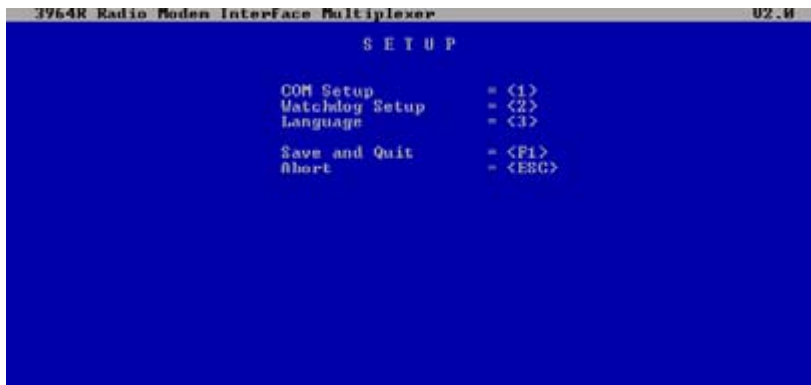 3964R Radio Modem Interface Multiplexer V2.0
S E T U P
COM Setup = <1>
Watchdog Setup = <2>
Language = <3>
Save and Quit = <F1>
Abort = <ESC>